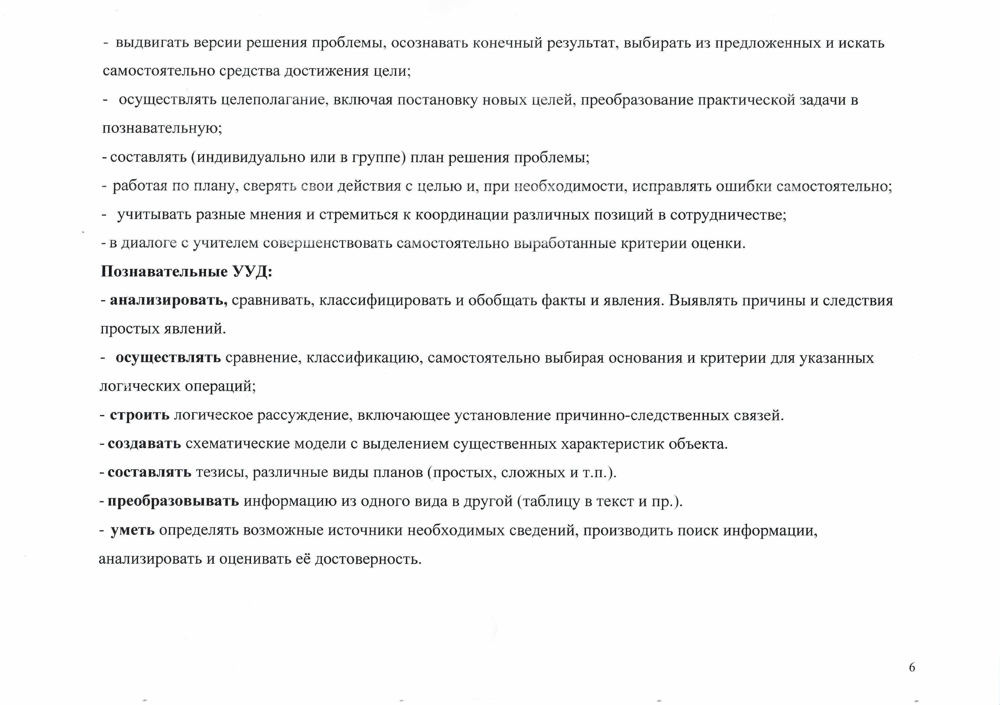 - выдвигать версии решения проблемы, осознавать конечный результат, выбирать из предложенных и искать
самостоятельно средства достижения цели;
- осуществлять целеполагание, включая постановку новых целей, преобразование практической задачи в
познавательную;
- составлять (индивидуально или в группе) план решения проблемы;
- работая по плану, сверять свои действия с целью и, при необходимости, исправлять ошибки самостоятельно;
- учитывать разные мнения и стремиться к координации различных позиций в сотрудничестве;
- в диалоге с учителем совершенствовать самостоятельно выработанные критерии оценки.
Познавательные УУД:
- анализировать, сравнивать, классифицировать и обобщать факты и явления. Выявлять причины и следствия
простых явлений.
- осуществлять сравнение, классификацию, самостоятельно выбирая основания и критерии для указанных
логических операций;
- строить логическое рассуждение, включающее установление причинно-следственных связей.
- создавать схематические модели с выделением существенных характеристик объекта.
- составлять тезисы, различные виды планов (простых, сложных и т.п.).
- преобразовывать информацию из одного вида в другой (таблицу в текст и пр.).
- уметь определять возможные источники необходимых сведений, производить поиск информации,
анализировать и оценивать её достоверность.
6